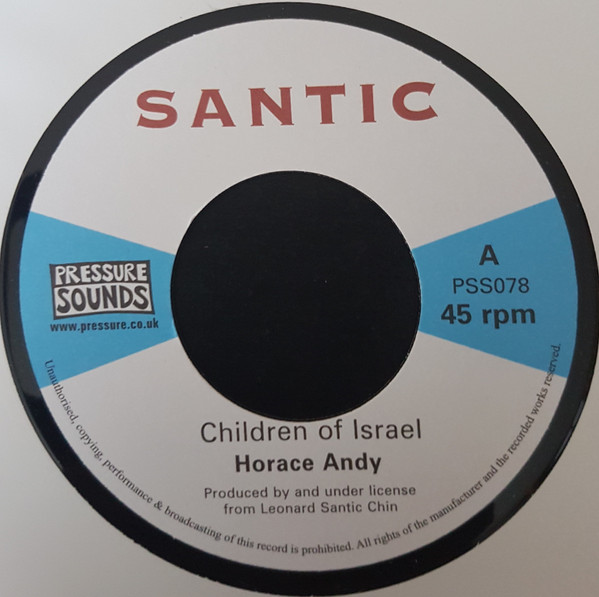 SANTIC
PRESSURE
SOUNDS
www.pressure.co.uk
A
PSS078
45 rpm
Children of Israel
Horace Andy
Produced by and under license
from Leonard Santic Chin
Unauthorised, copying, performance & broadcasting of this record is prohibited. All rights of the manufacturer and the recorded works reserved.